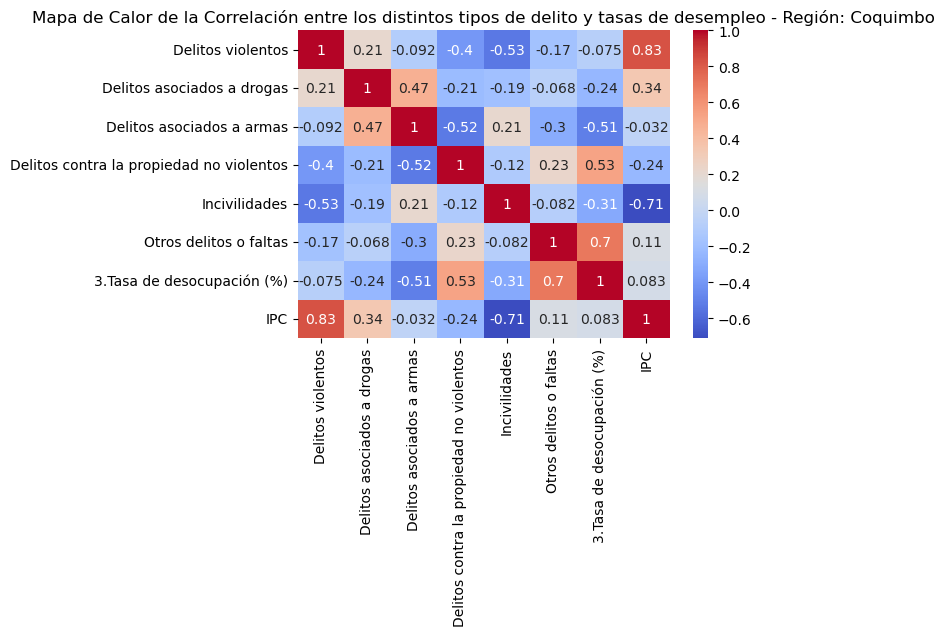 Mapa de Calor de la Correlación entre los distintos tipos de delito y tasas de desempleo - Región: Coquimbo
Delitos violentos 1 0.21 -0.092 -0.4 -0.53 -0.17 -0.075 0.83
Delitos asociados a drogas 0.21 1 0.47 -0.21 -0.19 -0.068 -0.24 0.34
Delitos asociados a armas -0.092 0.47 1 -0.52 0.21 -0.3 -0.51 -0.032
Delitos contra la propiedad no violentos -0.4 -0.21 -0.52 1 -0.12 0.23 0.53 -0.24
Incivilidades -0.53 -0.19 0.21 -0.12 1 -0.082 -0.31 -0.71
Otros delitos o faltas -0.17 -0.068 -0.3 0.23 -0.082 1 0.7 0.11
3.Tasa de desocupación (%) -0.075 -0.24 -0.51 0.53 -0.31 0.7 1 0.083
IPC 0.83 0.34 -0.032 -0.24 -0.71 0.11 0.083 1
Delitos violentos
Delitos asociados a drogas
Delitos asociados a armas
Delitos contra la propiedad no violentos
Incivilidades
Otros delitos o faltas
3.Tasa de desocupación (%)
IPC
1.0
0.8
0.6
0.4
0.2
0.0
−0.2
−0.4
−0.6